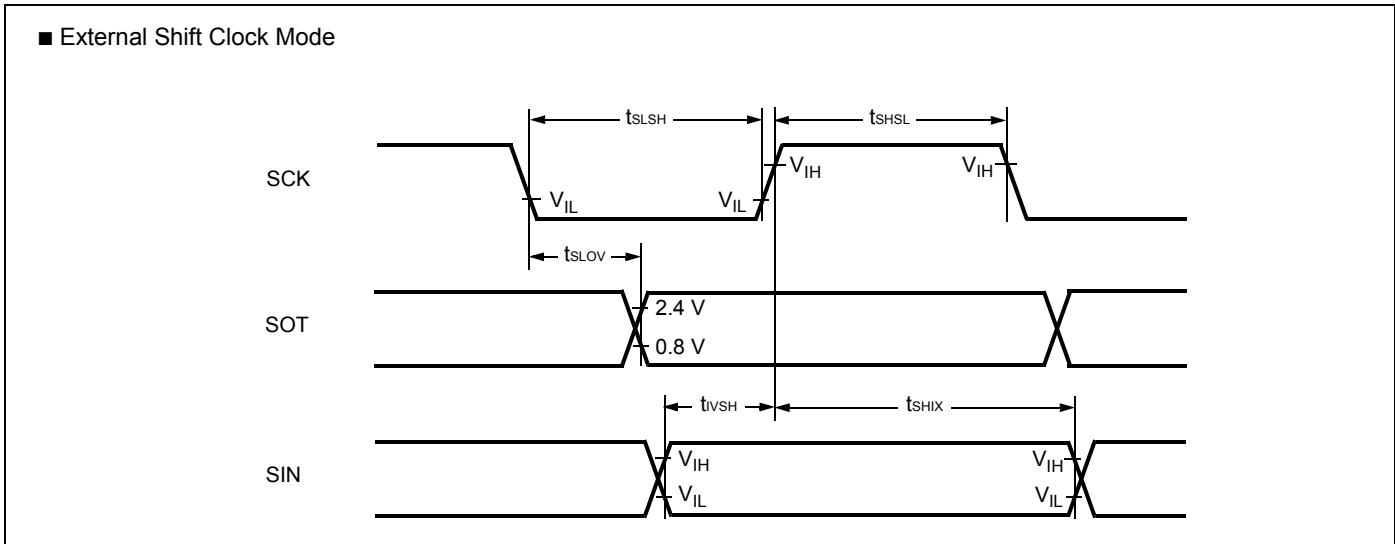 ■ External Shift Clock Mode
tSLSH tSHSL
SCK VIL VIL VIH VIH
tSLOV
SOT 2.4 V
0.8 V
tIVSH tSHIX
SIN VIH VIH
VIL VIL